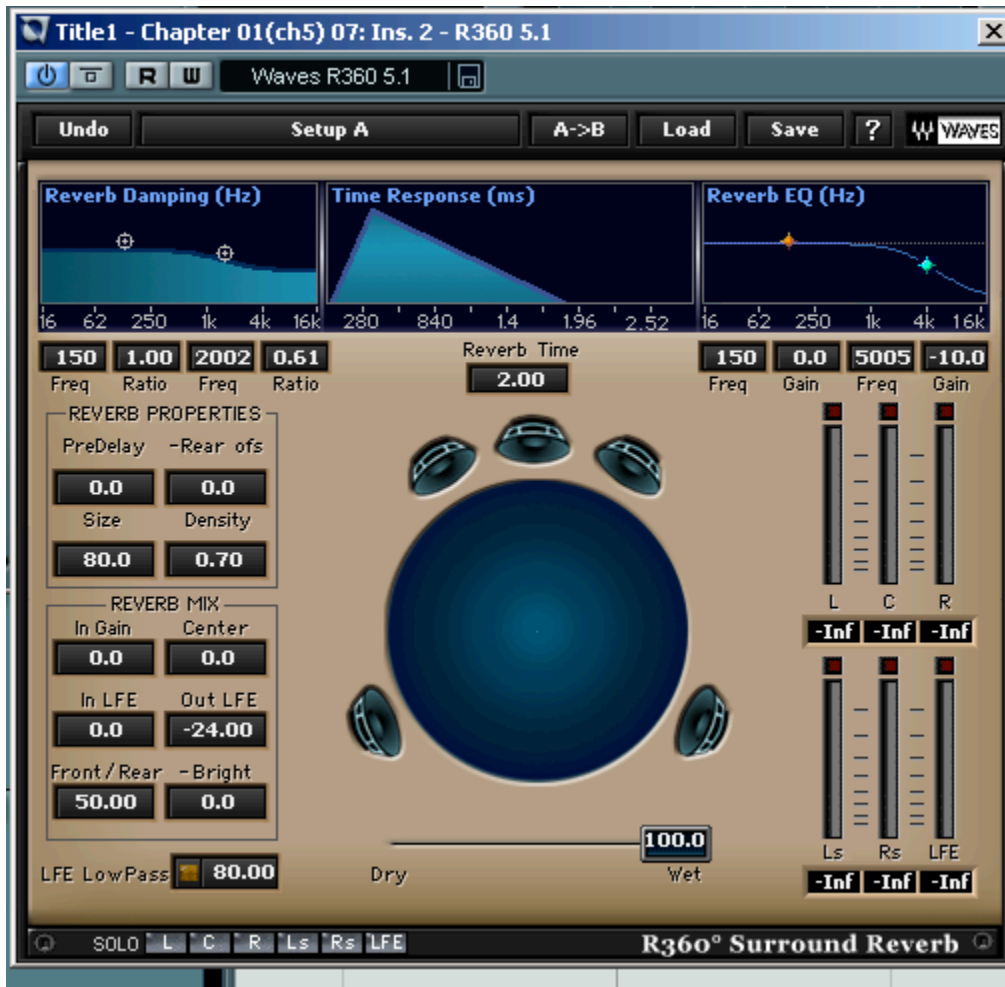 Title1 - Chapter 01(ch5) 07: Ins. 2 - R360 5.1
R W Waves R360 5.1
Undo Setup A A->B Load Save ? WAVES
Reverb Damping (Hz) Time Response (ms) Reverb EQ (Hz)
16 62 250 1k 4k 16k 280 840 1.4 1.96 2.52 16 62 250 1k 4k 16k
150 1.00 2002 0.61 Reverb Time 150 0.0 5005 -10.0
Freq Ratio Freq Ratio 2.00 Freq Gain Freq Gain
REVERB PROPERTIES
PreDelay -Rear ofs
0.0 0.0
Size Density
80.0 0.70
REVERB MIX L C R
In Gain Center -Inf -Inf -Inf
0.0 0.0
In LFE Out LFE
0.0 -24.00
Front/Rear -Bright
50.00 0.0
100.0
LFE LowPass 80.00 Dry Wet Ls Rs LFE
-Inf -Inf -Inf
SOLO L C R Ls Rs LFE R360° Surround Reverb